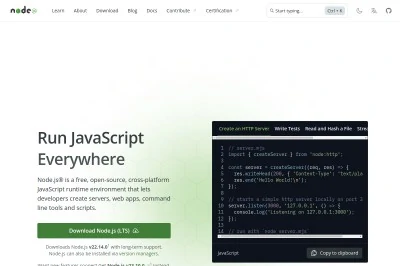 node
Learn About Download Blog Docs Contribute Certification
Start typing... Ctrl + K
Run JavaScript
Everywhere
Node.js® is a free, open-source, cross-platform
JavaScript runtime environment that lets
developers create servers, web apps, command
line tools and scripts.
Download Node.js (LTS)
Downloads Node.js v22.14.0¹ with long-term support.
Node.js can also be installed via version managers.
Create an HTTP Server Write Tests Read and Hash a File Strea
1 // server.mjs
2 import { createServer } from 'node:http';
3
4 const server = createServer((req, res) => {
5 res.writeHead(200, { 'Content-Type': 'text/pla
6 res.end('Hello World!\n');
7 });
8
9 // starts a simple http server locally on port 3
10 server.listen(3000, '127.0.0.1', () => {
11 console.log('Listening on 127.0.0.1:3000');
12 });
13
14 // run with `node server.mjs`
JavaScript Copy to clipboard